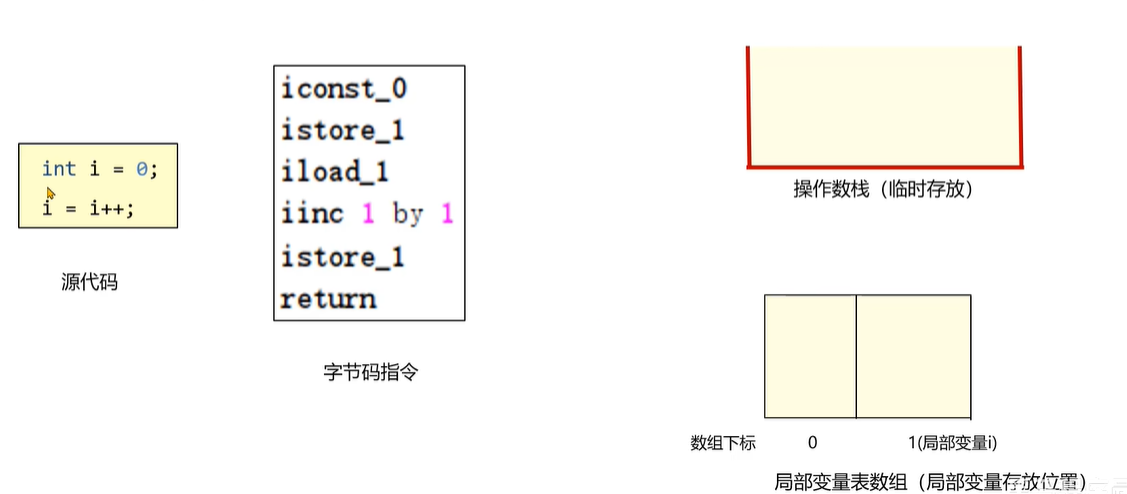 int i = 0;
i = i++;
源代码
iconst_0
istore_1
iload_1
iinc 1 by 1
istore_1
return
字节码指令
操作数栈（临时存放）
数组下标 0 1(局部变量i)
局部变量表数组（局部变量存放位置）